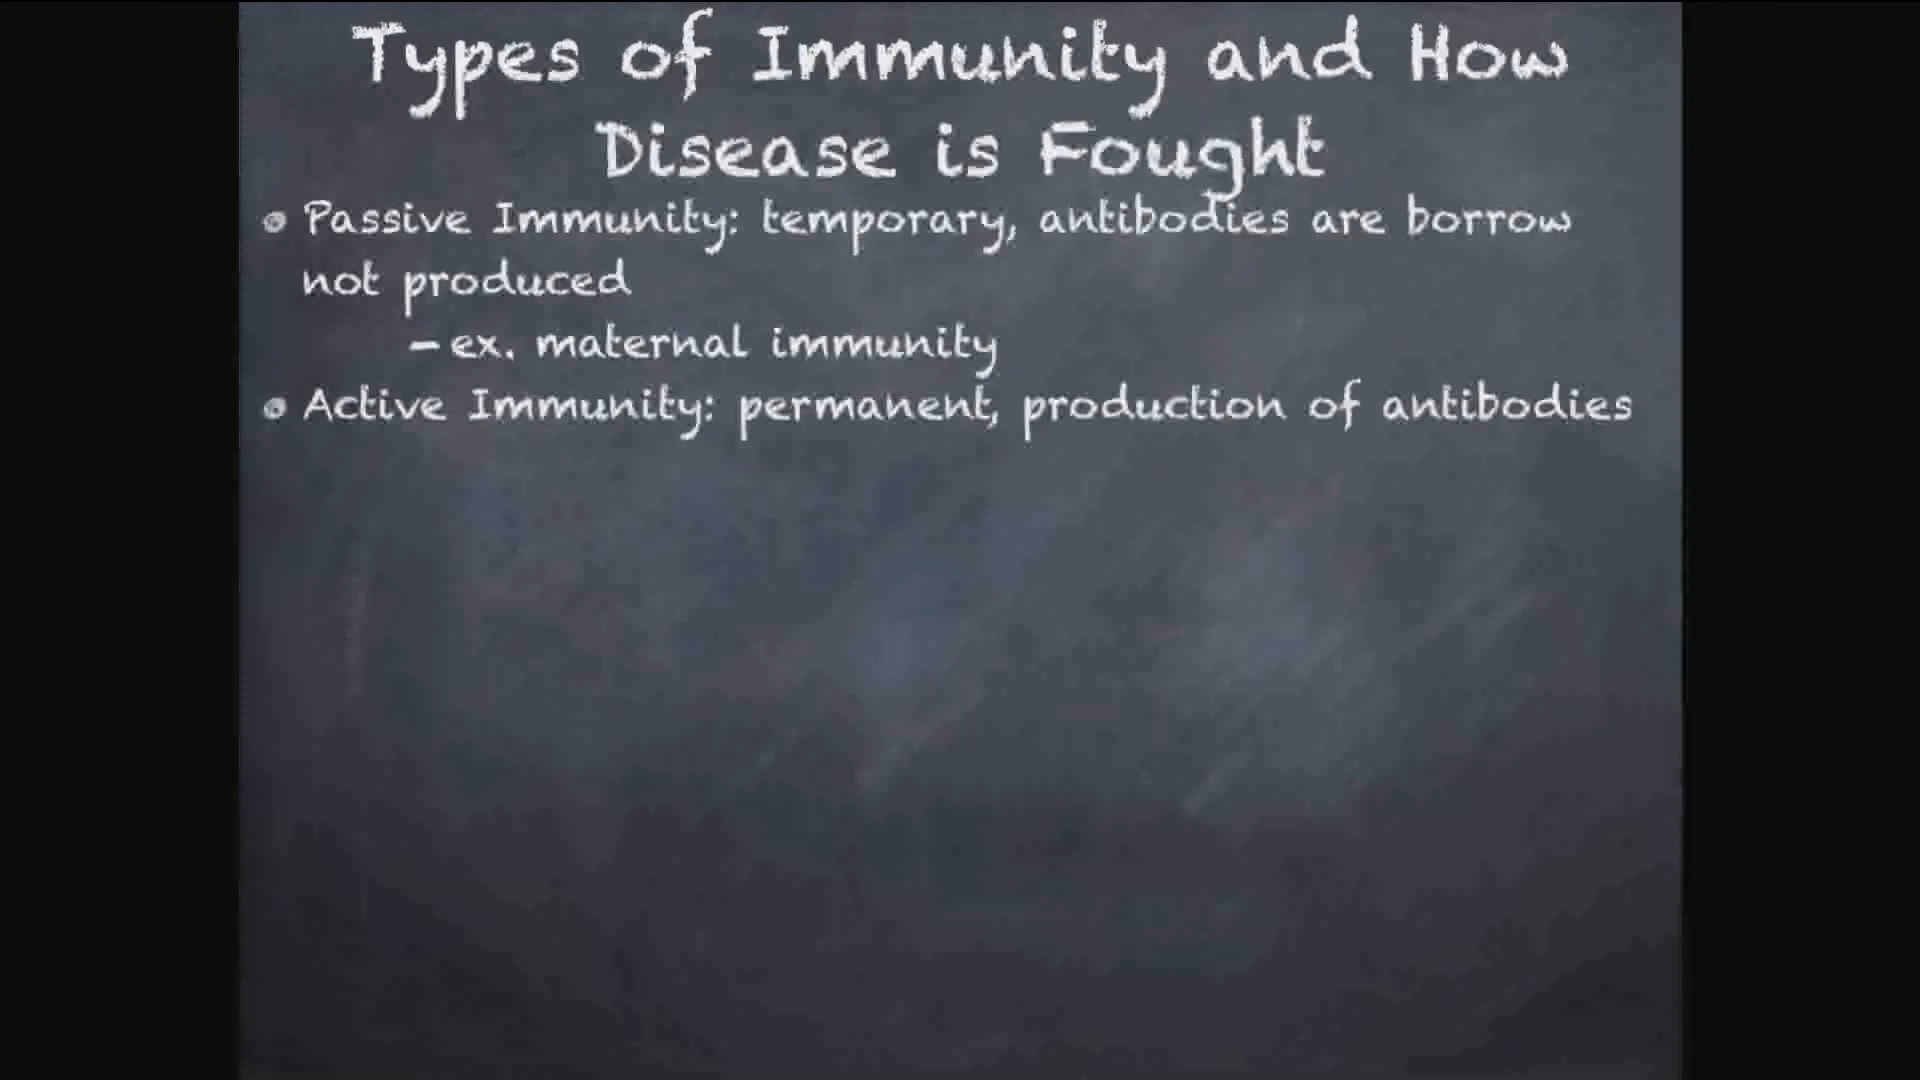 Types of Immunity and How
Disease is Fought
Passive Immunity: temporary, antibodies are borrow
not produced
– ex. maternal immunity
Active Immunity: permanent, production of antibodies